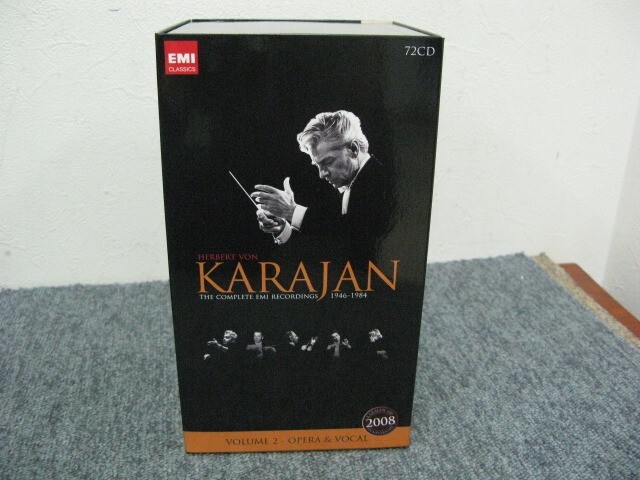 EMI
CLASSICS
72CD
HERBERT VON
KARAJAN
THE COMPLETE EMI RECORDINGS 1946-1984
2008
VOLUME 2 - OPERA & VOCAL